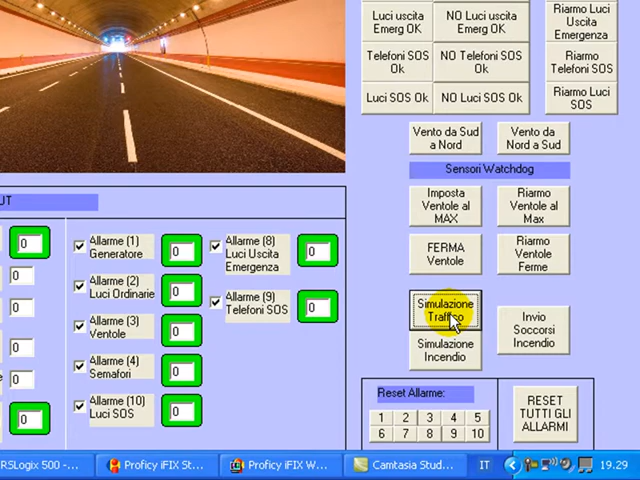 Luci uscita
Emerg OK
NO Luci uscita
Emerg OK
Riarmo Luci
Uscita
Emergenza
Telefoni SOS
Ok
NO Telefoni SOS
Ok
Riarmo
Telefoni SOS
Luci SOS Ok
NO Luci SOS Ok
Riarmo Luci
SOS
Vento da Sud
a Nord
Vento da
Nord a Sud
Sensori Watchdog
Imposta
Ventole al
MAX
Riarmo
Ventole al
Max
FERMA
Ventole
Riarmo
Ventole
Ferme
Simulazione
Traffico
Simulazione
Incendio
Invio
Soccorsi
Incendio
Reset Allarme:
1 2 3 4 5
6 7 8 9 10
RESET
TUTTI GLI
ALLARMI
UT
0
0
0
0
0
Allarme (1)
Generatore
0
Allarme (2)
Luci Ordinarie
0
Allarme (3)
Ventole
0
Allarme (4)
Semafori
0
Allarme (10)
Luci SOS
0
Allarme (8)
Luci Uscita
Emergenza
0
Allarme (9)
Telefoni SOS
0
RSLogix 500 -...
Proficy iFIX St...
Proficy iFIX W...
Camtasia Stud...
IT
19.29